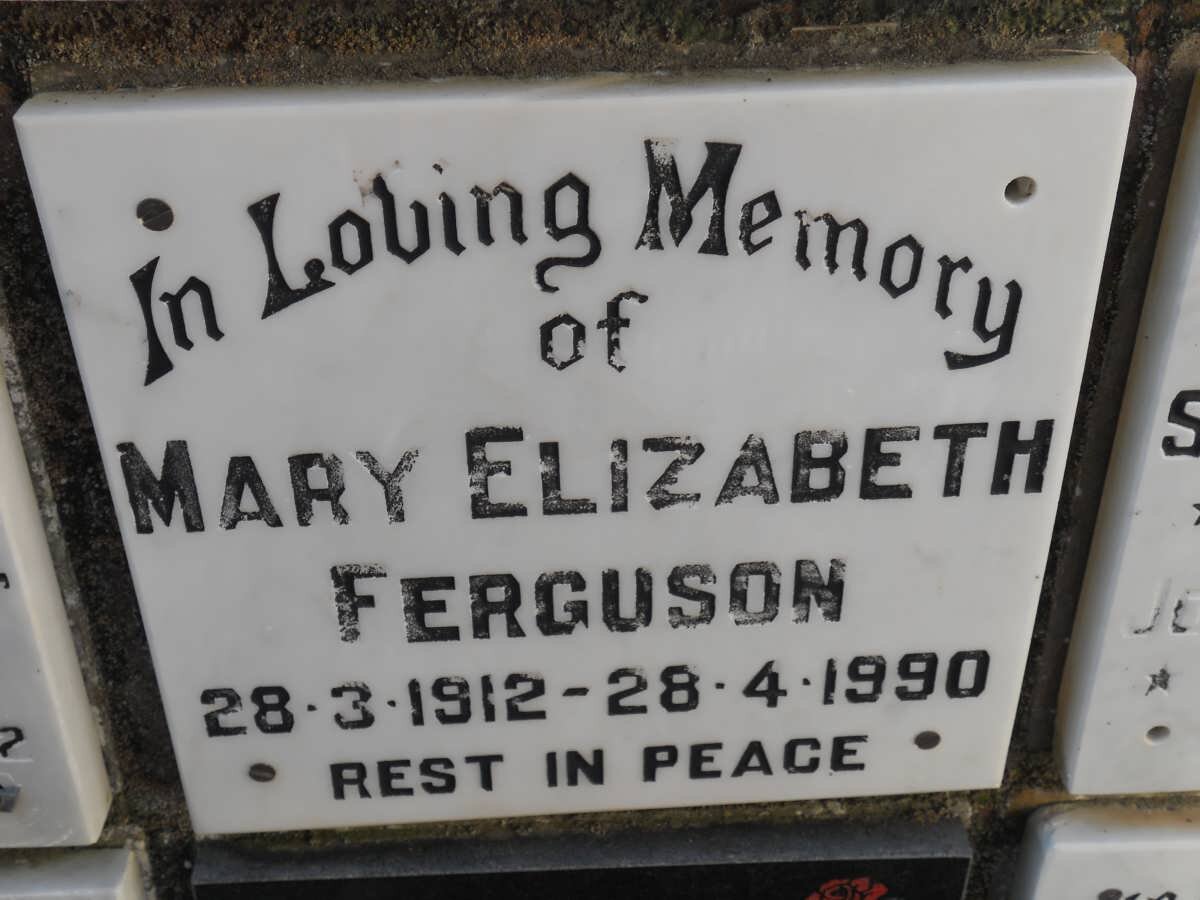 In Loving Memory
of
MARY ELIZABETH
FERGUSON
28·3·1912-28·4·1990
REST IN PEACE